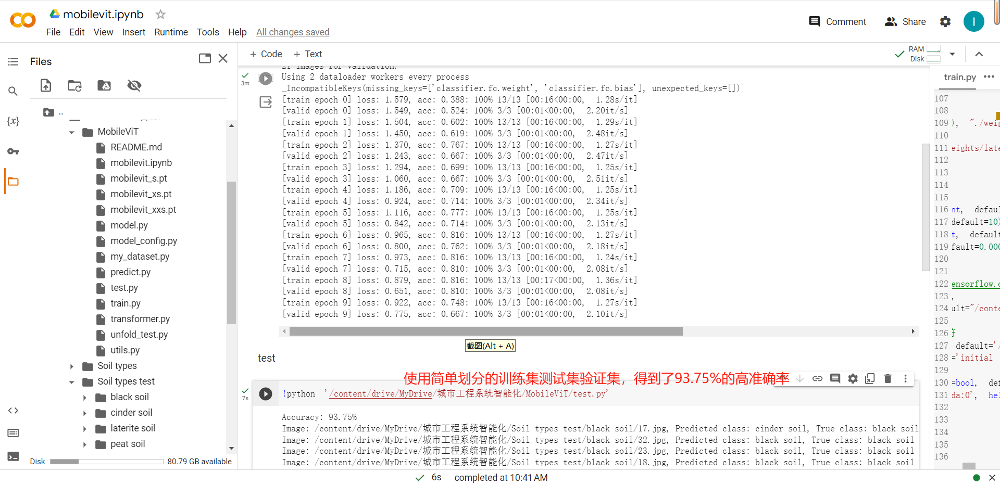 mobilevit.ipynb
File Edit View Insert Runtime Tools Help All changes saved
Comment
Share
I
Files
+ Code + Text
RAM
Disk
..
MobileViT
README.md
mobilevit.ipynb
mobilevit_s.pt
mobilevit_xs.pt
mobilevit_xxs.pt
model.py
model_config.py
my_dataset.py
predict.py
test.py
train.py
transformer.py
unfold_test.py
utils.py
Soil types
Soil types test
black soil
cinder soil
laterite soil
peat soil
Disk 80.79 GB available
3m
21 images for validation.
Using 2 dataloader workers every process
_IncompatibleKeys(missing_keys=['classifier.fc.weight', 'classifier.fc.bias'], unexpected_keys=[])
[train epoch 0] loss: 1.579, acc: 0.388: 100% 13/13 [00:16<00:00, 1.28s/it]
[valid epoch 0] loss: 1.549, acc: 0.524: 100% 3/3 [00:01<00:00, 2.20it/s]
[train epoch 1] loss: 1.504, acc: 0.602: 100% 13/13 [00:16<00:00, 1.29s/it]
[valid epoch 1] loss: 1.450, acc: 0.619: 100% 3/3 [00:01<00:00, 2.48it/s]
[train epoch 2] loss: 1.370, acc: 0.767: 100% 13/13 [00:16<00:00, 1.27s/it]
[valid epoch 2] loss: 1.243, acc: 0.667: 100% 3/3 [00:01<00:00, 2.47it/s]
[train epoch 3] loss: 1.294, acc: 0.699: 100% 13/13 [00:16<00:00, 1.25s/it]
[valid epoch 3] loss: 1.060, acc: 0.667: 100% 3/3 [00:01<00:00, 2.51it/s]
[train epoch 4] loss: 1.186, acc: 0.709: 100% 13/13 [00:16<00:00, 1.25s/it]
[valid epoch 4] loss: 0.924, acc: 0.714: 100% 3/3 [00:01<00:00, 2.34it/s]
[train epoch 5] loss: 1.116, acc: 0.777: 100% 13/13 [00:16<00:00, 1.25s/it]
[valid epoch 5] loss: 0.842, acc: 0.714: 100% 3/3 [00:01<00:00, 2.13it/s]
[train epoch 6] loss: 0.965, acc: 0.816: 100% 13/13 [00:16<00:00, 1.27s/it]
[valid epoch 6] loss: 0.800, acc: 0.762: 100% 3/3 [00:01<00:00, 2.18it/s]
[train epoch 7] loss: 0.973, acc: 0.816: 100% 13/13 [00:16<00:00, 1.24s/it]
[valid epoch 7] loss: 0.715, acc: 0.810: 100% 3/3 [00:01<00:00, 2.08it/s]
[train epoch 8] loss: 0.879, acc: 0.816: 100% 13/13 [00:17<00:00, 1.36s/it]
[valid epoch 8] loss: 0.651, acc: 0.810: 100% 3/3 [00:01<00:00, 2.08it/s]
[train epoch 9] loss: 0.922, acc: 0.748: 100% 13/13 [00:16<00:00, 1.27s/it]
[valid epoch 9] loss: 0.775, acc: 0.667: 100% 3/3 [00:01<00:00, 2.10it/s]
截图(Alt + A)
test
使用简单划分的训练集测试集验证集，得到了93.75%的高准确率
7s
!python '/content/drive/MyDrive/城市工程系统智能化/MobileViT/test.py'
Accuracy: 93.75%
Image: /content/drive/MyDrive/城市工程系统智能化/Soil types test/black soil/17.jpg, Predicted class: cinder soil, True class: black soil
Image: /content/drive/MyDrive/城市工程系统智能化/Soil types test/black soil/32.jpg, Predicted class: black soil, True class: black soil
Image: /content/drive/MyDrive/城市工程系统智能化/Soil types test/black soil/23.jpg, Predicted class: black soil, True class: black soil
Image: /content/drive/MyDrive/城市工程系统智能化/Soil types test/black soil/18.jpg, Predicted class: black soil, True class: black soil
train.py
107
108
109 ), "./weig
110
111 eights/late
112
113
114
115
116 nt, defaul
117 default=10)
118 t, default
119 fault=0.000
120
121
122 ensorflow.c
123 ,
124 ult="/conte
125
126
127 default='/
128 ='initial
129
130 =bool, def
131 da:0', hel
132
133
134
135
136
6s completed at 10:41 AM